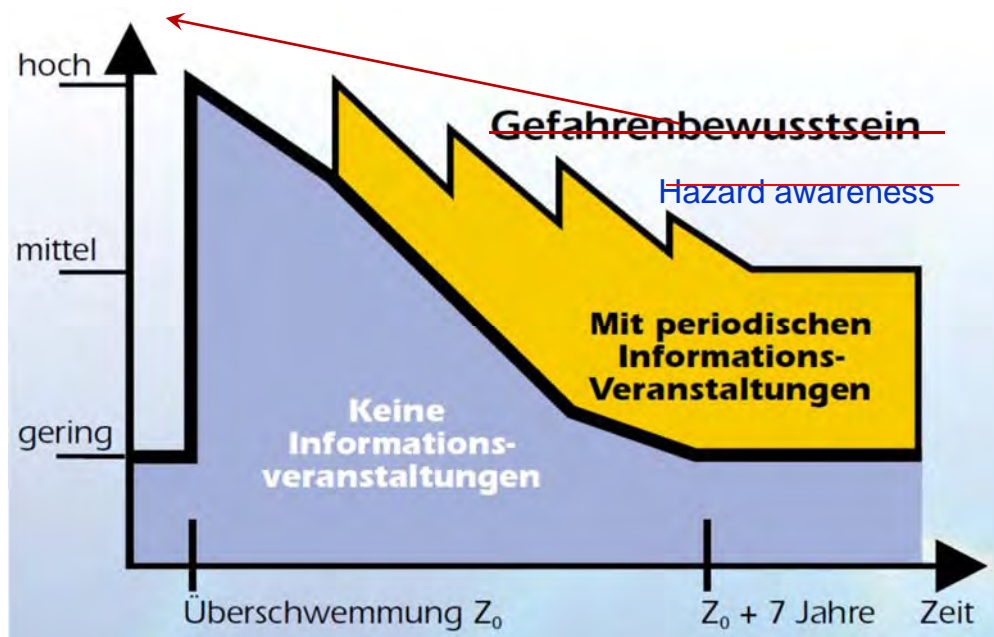 hoch
Gefahrenbewusstsein
Hazard awareness
mittel
Mit periodischen
Informations-
Veranstaltungen
Keine
Informations-
veranstaltungen
gering
Überschwemmung Z₀
Z₀ + 7 Jahre
Zeit